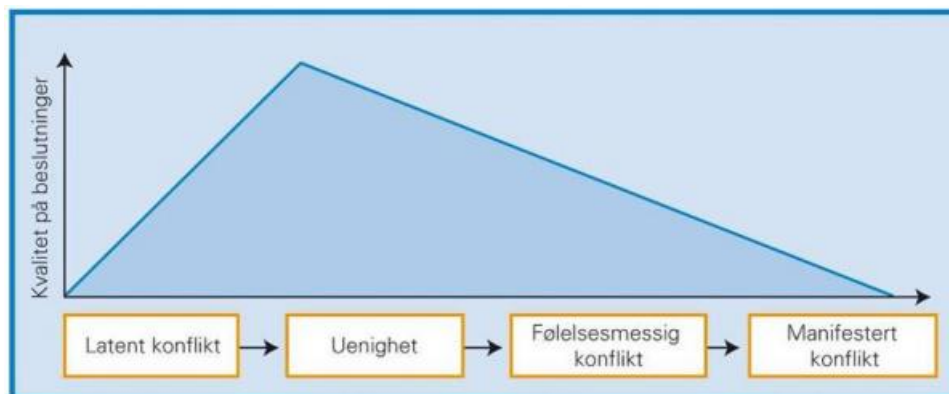 Kvalitet på beslutninger
Latent konflikt
Uenighet
Følelsesmessig
konflikt
Manifestert
konflikt